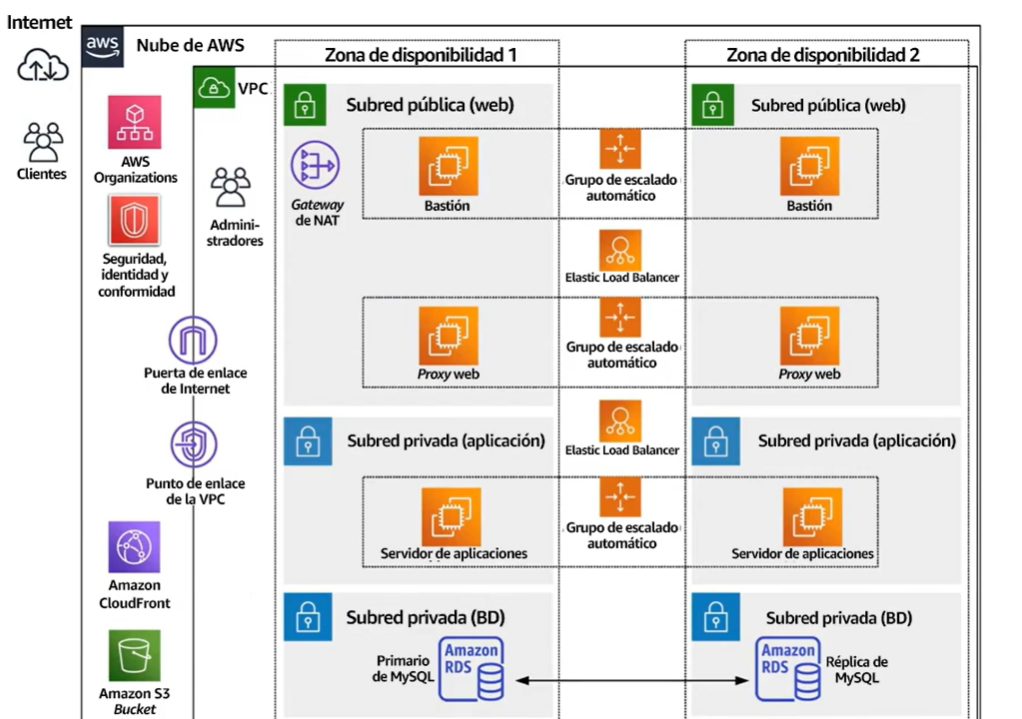 Internet
Clientes
aws
Nube de AWS
AWS
Organizations
Seguridad,
identidad y
conformidad
Puerta de enlace
de Internet
Punto de enlace
de la VPC
Amazon
CloudFront
Amazon S3
Bucket
VPC
Admini-
stradores
Zona de disponibilidad 1
Zona de disponibilidad 2
Subred pública (web)
Subred pública (web)
Gateway
de NAT
Bastión
Grupo de escalado
automático
Bastión
Elastic Load Balancer
Proxy web
Grupo de escalado
automático
Proxy web
Elastic Load Balancer
Subred privada (aplicación)
Subred privada (aplicación)
Servidor de aplicaciones
Grupo de escalado
automático
Servidor de aplicaciones
Subred privada (BD)
Subred privada (BD)
Primario
de MySQL
Amazon
RDS
Amazon
RDS
Réplica de
MySQL